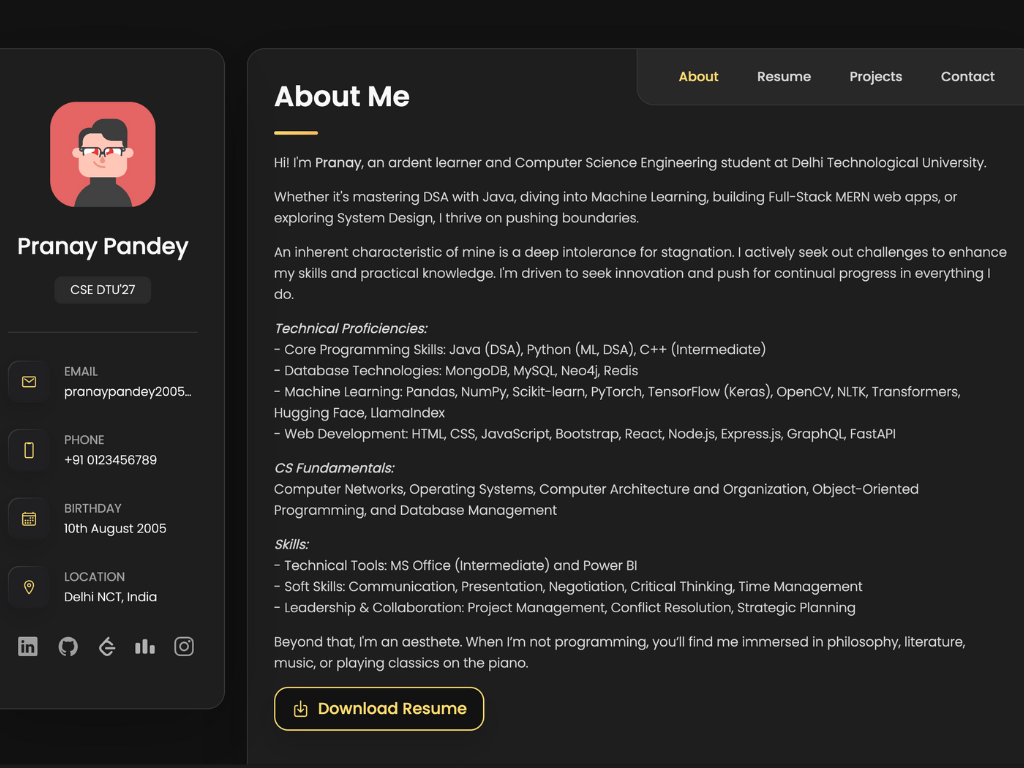 Pranay Pandey
CSE DTU'27
EMAIL
pranaypandey2005...
PHONE
+91 0123456789
BIRTHDAY
10th August 2005
LOCATION
Delhi NCT, India
About Resume Projects Contact
About Me
Hi! I'm Pranay, an ardent learner and Computer Science Engineering student at Delhi Technological University.
Whether it's mastering DSA with Java, diving into Machine Learning, building Full-Stack MERN web apps, or
exploring System Design, I thrive on pushing boundaries.
An inherent characteristic of mine is a deep intolerance for stagnation. I actively seek out challenges to enhance
my skills and practical knowledge. I'm driven to seek innovation and push for continual progress in everything I
do.
Technical Proficiencies:
- Core Programming Skills: Java (DSA), Python (ML, DSA), C++ (Intermediate)
- Database Technologies: MongoDB, MySQL, Neo4j, Redis
- Machine Learning: Pandas, NumPy, Scikit-learn, PyTorch, TensorFlow (Keras), OpenCV, NLTK, Transformers,
Hugging Face, LlamaIndex
- Web Development: HTML, CSS, JavaScript, Bootstrap, React, Node.js, Express.js, GraphQL, FastAPI
CS Fundamentals:
Computer Networks, Operating Systems, Computer Architecture and Organization, Object-Oriented
Programming, and Database Management
Skills:
- Technical Tools: MS Office (Intermediate) and Power BI
- Soft Skills: Communication, Presentation, Negotiation, Critical Thinking, Time Management
- Leadership & Collaboration: Project Management, Conflict Resolution, Strategic Planning
Beyond that, I'm an aesthete. When I’m not programming, you’ll find me immersed in philosophy, literature,
music, or playing classics on the piano.
Download Resume